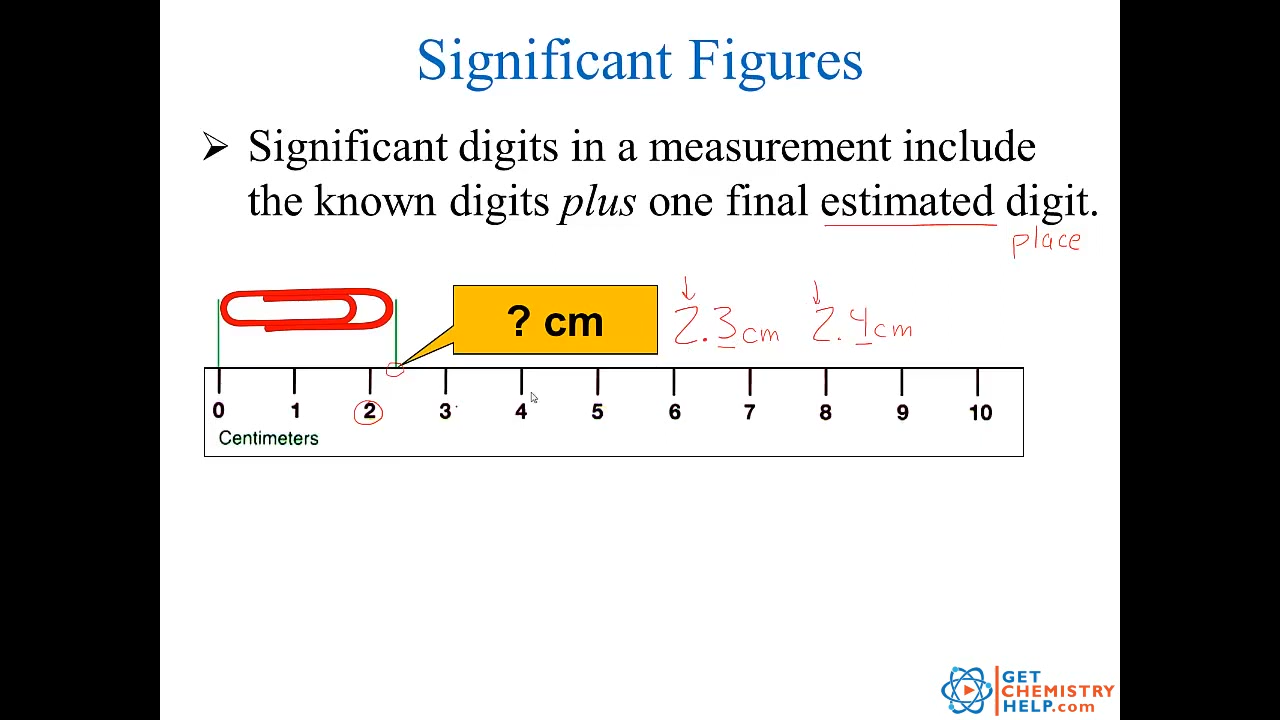 Significant Figures
➢ Significant digits in a measurement include
the known digits plus one final estimated digit.
place
? cm
2.3cm 2.4cm
0 1 2 3 4 5 6 7 8 9 10
Centimeters
GET
CHEMISTRY
HELP.com